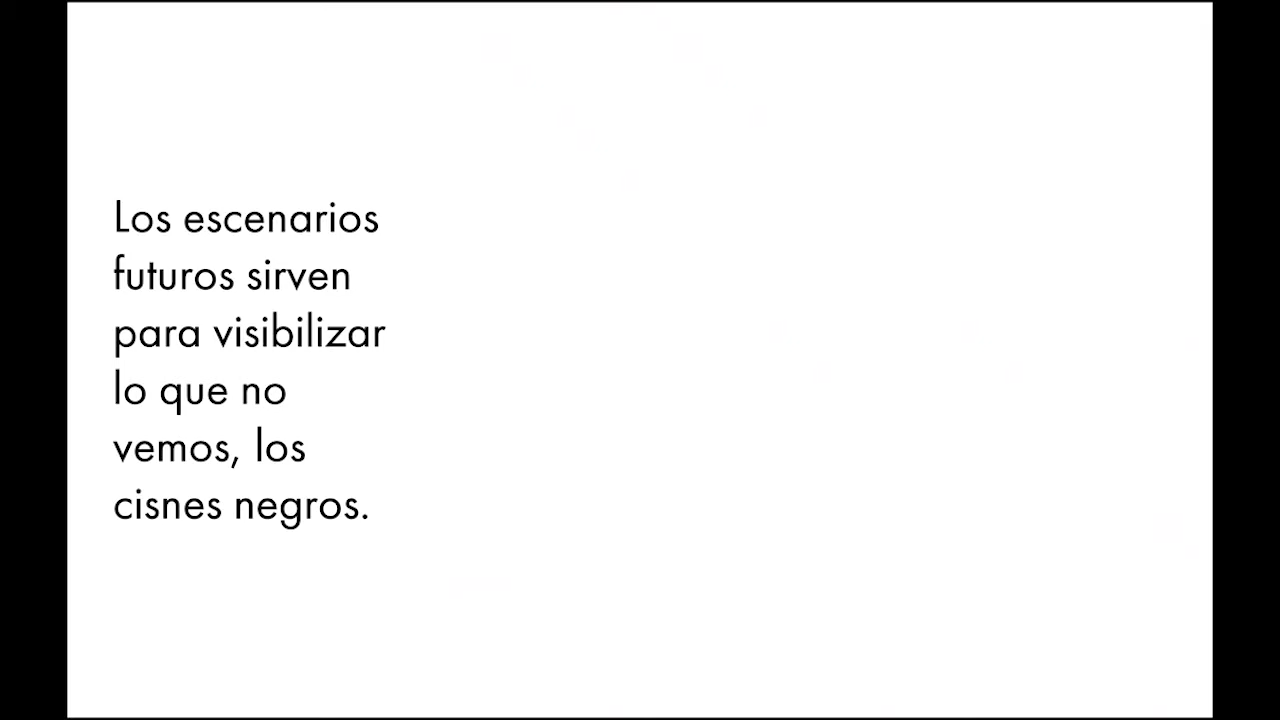 Los escenarios
futuros sirven
para visibilizar
lo que no
vemos, los
cisnes negros.